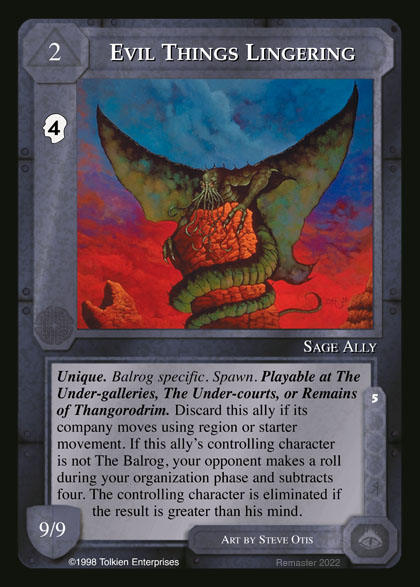 2
EVIL THINGS LINGERING
4
SAGE ALLY
Unique. Balrog specific. Spawn. Playable at The
Under-galleries, The Under-courts, or Remains
of Thangorodrim. Discard this ally if its
company moves using region or starter
movement. If this ally's controlling character
is not The Balrog, your opponent makes a roll
during your organization phase and subtracts
four. The controlling character is eliminated if
the result is greater than his mind.
5
9/9
ART BY STEVE OTIS
©1998 Tolkien Enterprises
Remaster 2022